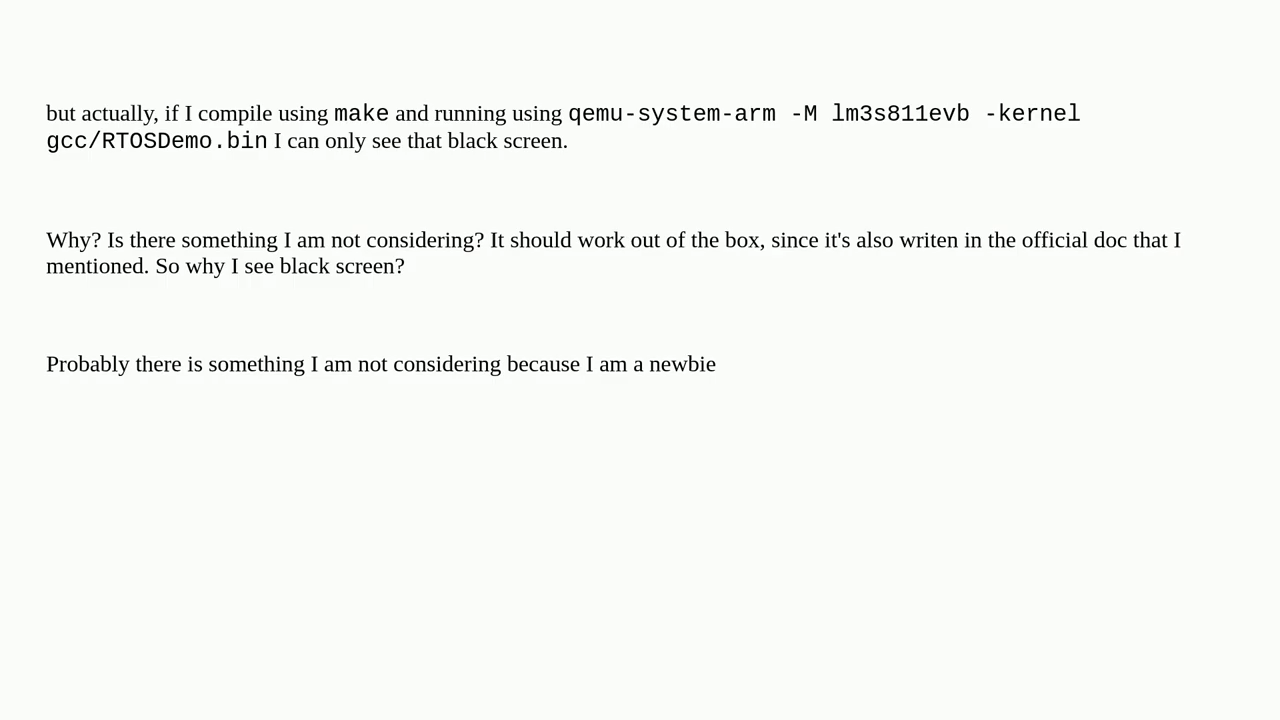 but actually, if I compile using make and running using qemu-system-arm -M lm3s811evb -kernel
gcc/RTOSDemo.bin I can only see that black screen.
Why? Is there something I am not considering? It should work out of the box, since it's also writen in the official doc that I
mentioned. So why I see black screen?
Probably there is something I am not considering because I am a newbie